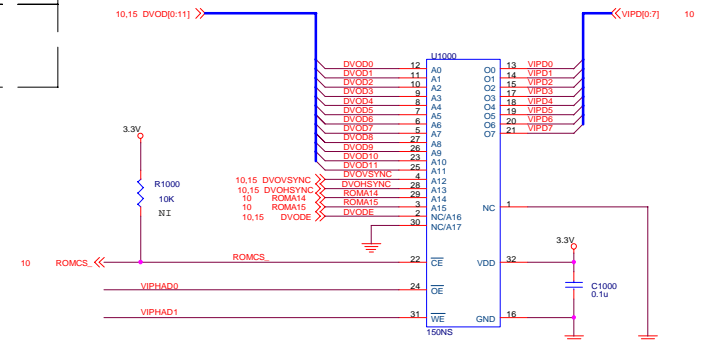 10,15 DVOD[0:11]
VIPD[0:7] 10
U1000
DVOD0 12 A0 O0 13 VIPD0
DVOD1 11 A1 O1 14 VIPD1
DVOD2 10 A2 O2 15 VIPD2
DVOD3 9 A3 O3 17 VIPD3
DVOD4 8 A4 O4 18 VIPD4
DVOD5 7 A5 O5 19 VIPD5
DVOD6 6 A6 O6 20 VIPD6
DVOD7 5 A7 O7 21 VIPD7
DVOD8 27 A8
DVOD9 26 A9
DVOD10 23 A10
DVOD11 25 A11
10,15 DVOVSYNC 4 A12
10,15 DVOHSYNC 28 A13
10 ROMA14 29 A14
10 ROMA15 3 A15 NC 1
10,15 DVODE 2 NC/A16
30 NC/A17
3.3V
R1000
10K
NI
10 ROMCS_ ROMCS_ 22 CE VDD 32
3.3V
VIPHAD0 24 OE
C1000
0.1u
VIPHAD1 31 WE GND 16
150NS